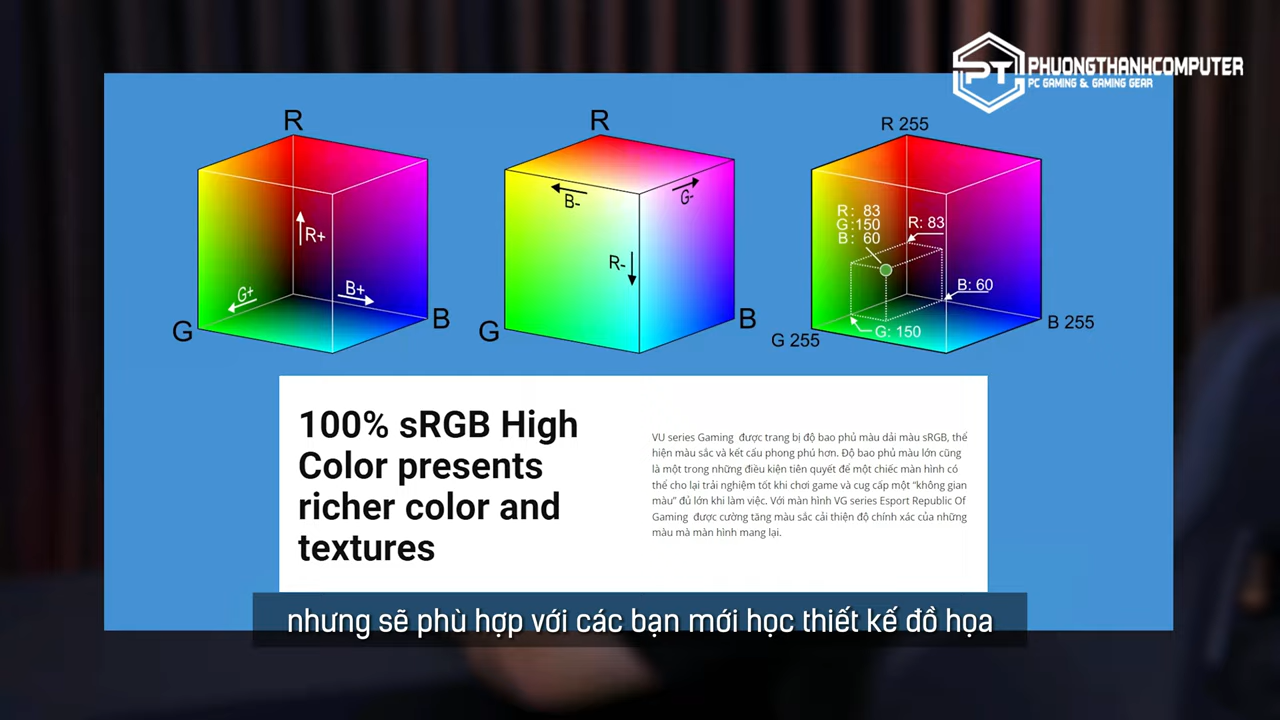 PHUONGTHANHCOMPUTER
PC GAMING & GAMING GEAR
R
R+
G+
B+
G
B
R
B-
G-
R-
G
B
R 255
R: 83
G:150
B: 60
R: 83
B: 60
G: 150
G 255
B 255
100% sRGB High
Color presents
richer color and
textures
VU series Gaming được trang bị độ bao phủ màu dải màu sRGB, thể
hiện màu sắc và kết cấu phong phú hơn. Độ bao phủ màu lớn cũng
là một trong những điều kiện tiên quyết để một chiếc màn hình có
thể cho lại trải nghiệm tốt khi chơi game và cug cấp một “không gian
màu” đủ lớn khi làm việc. Với màn hình VG series Esport Republic Of
Gaming được cường tăng màu sắc cải thiện độ chính xác của những
màu mà màn hình mang lại.
nhưng sẽ phù hợp với các bạn mới học thiết kế đồ họa